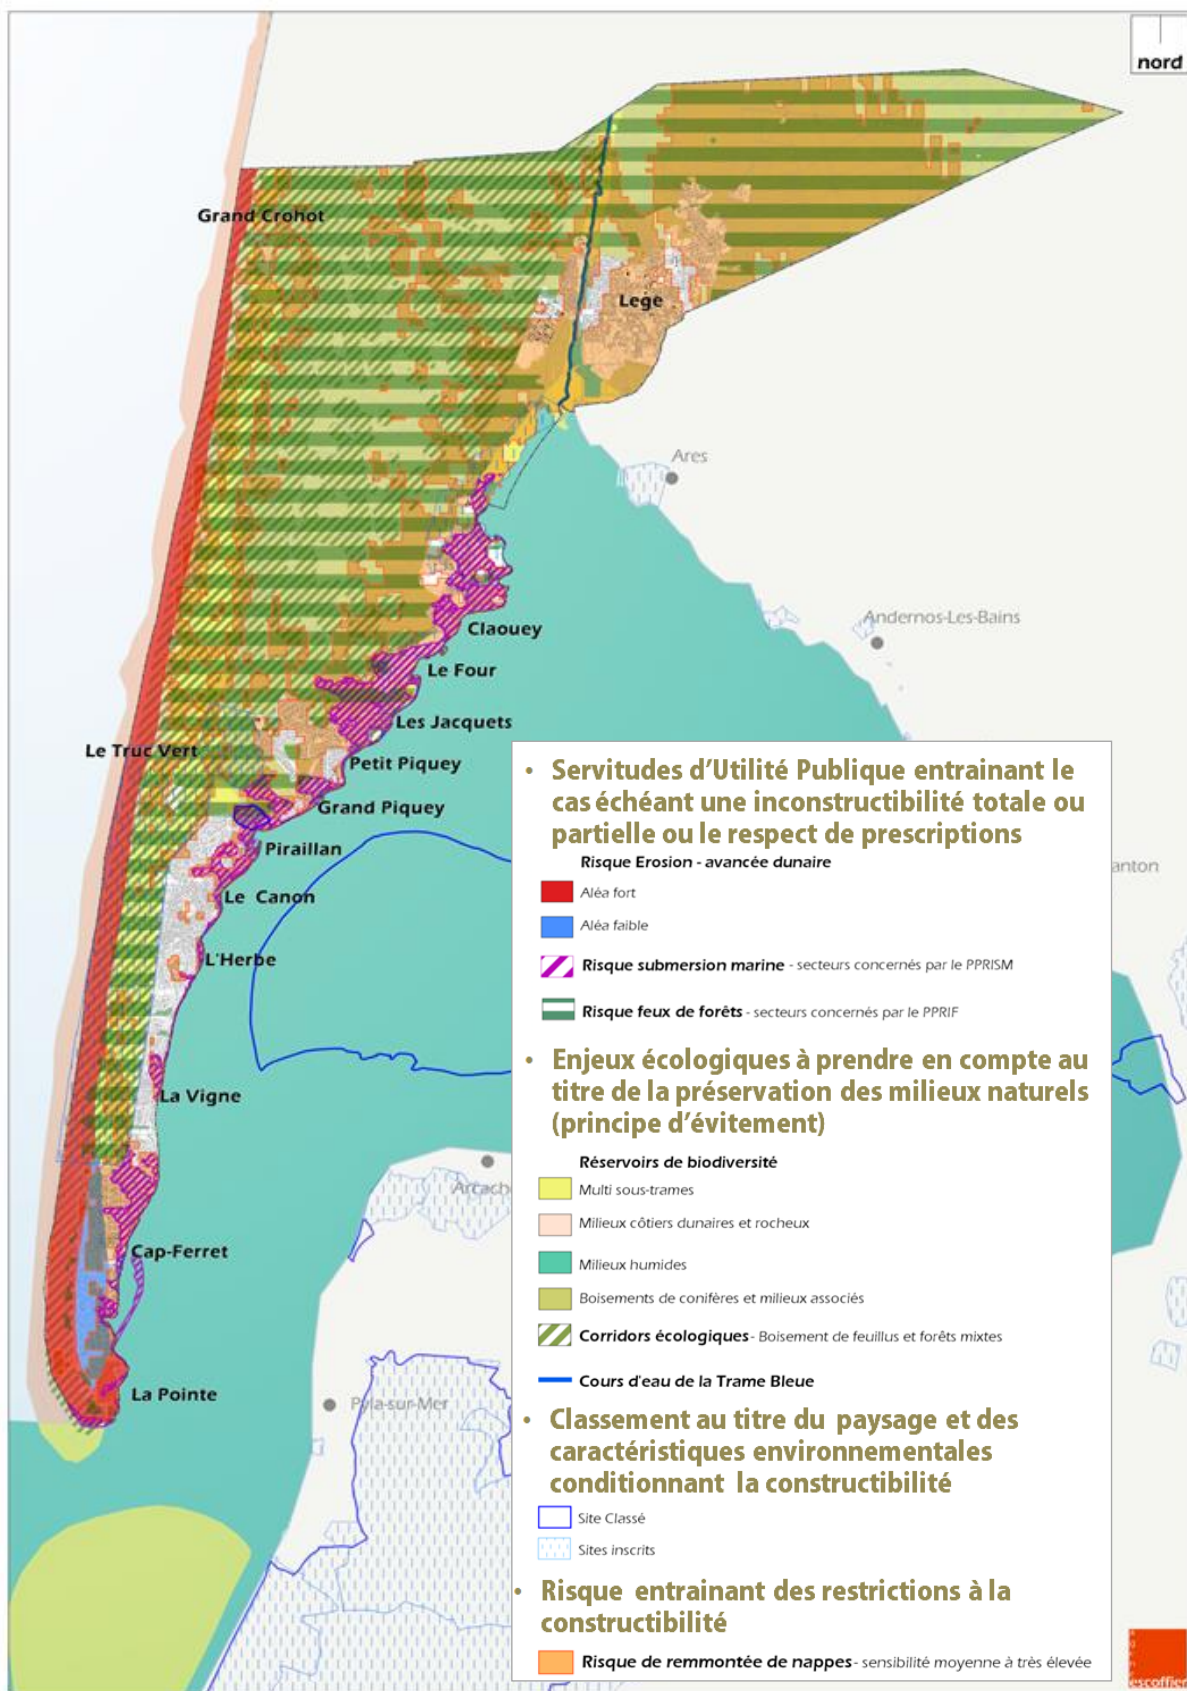 nord
Grand Crohot
Lège
Ares
Andernos-Les-Bains
Claouey
Le Four
Les Jacquets
Le Truc Vert
Petit Piquey
Grand Piquey
Piraillan
Le Canon
L'Herbe
La Vigne
Cap-Ferret
La Pointe
Arcach
Pyla-sur-Mer
anton
• Servitudes d'Utilité Publique entrainant le
cas échéant une inconstructibilité totale ou
partielle ou le respect de prescriptions
Risque Erosion - avancée dunaire
Aléa fort
Aléa faible
Risque submersion marine - secteurs concernés par le PPRISM
Risque feux de forêts - secteurs concernés par le PPRIF
• Enjeux écologiques à prendre en compte au
titre de la préservation des milieux naturels
(principe d'évitement)
Réservoirs de biodiversité
Multi sous-trames
Milieux côtiers dunaires et rocheux
Milieux humides
Boisements de conifères et milieux associés
Corridors écologiques - Boisement de feuillus et forêts mixtes
Cours d'eau de la Trame Bleue
• Classement au titre du paysage et des
caractéristiques environnementales
conditionnant la constructibilité
Site Classé
Sites inscrits
• Risque entrainant des restrictions à la
constructibilité
Risque de remmontée de nappes - sensibilité moyenne à très élevée
escoffier